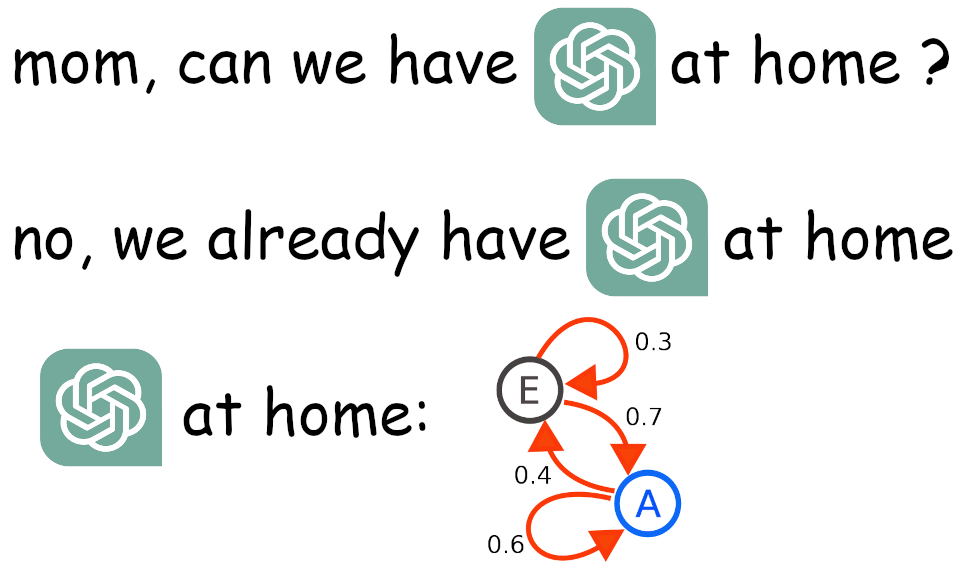 mom, can we have at home ?
no, we already have at home
at home:
0.3
E
0.7
0.4
A
0.6